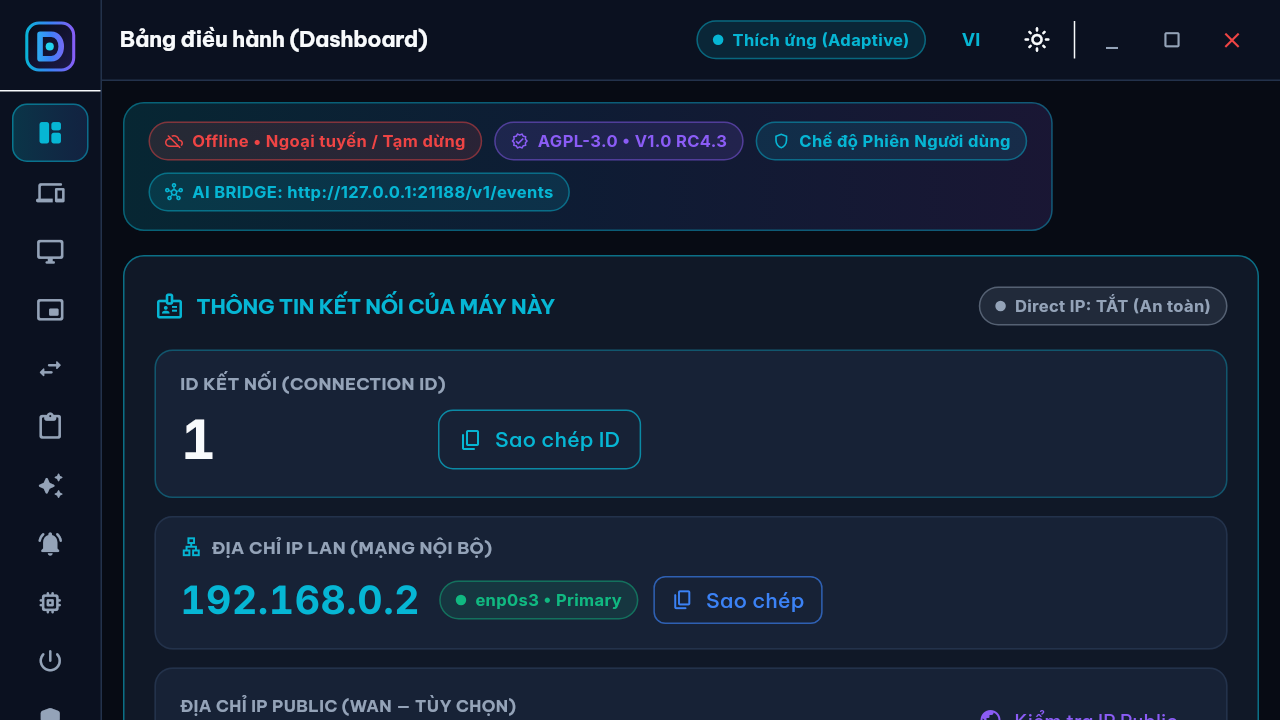 Bảng điều hành (Dashboard)
Thích ứng (Adaptive)
VI
Offline • Ngoại tuyến / Tạm dừng
AGPL-3.0 • V1.0 RC4.3
Chế độ Phiên Người dùng
AI BRIDGE: http://127.0.0.1:21188/v1/events
THÔNG TIN KẾT NỐI CỦA MÁY NÀY
Direct IP: TẮT (An toàn)
ID KẾT NỐI (CONNECTION ID)
1
Sao chép ID
ĐỊA CHỈ IP LAN (MẠNG NỘI BỘ)
192.168.0.2
enp0s3 • Primary
Sao chép
ĐỊA CHỈ IP PUBLIC (WAN — TÙY CHỌN)
Kiểm tra IP Public